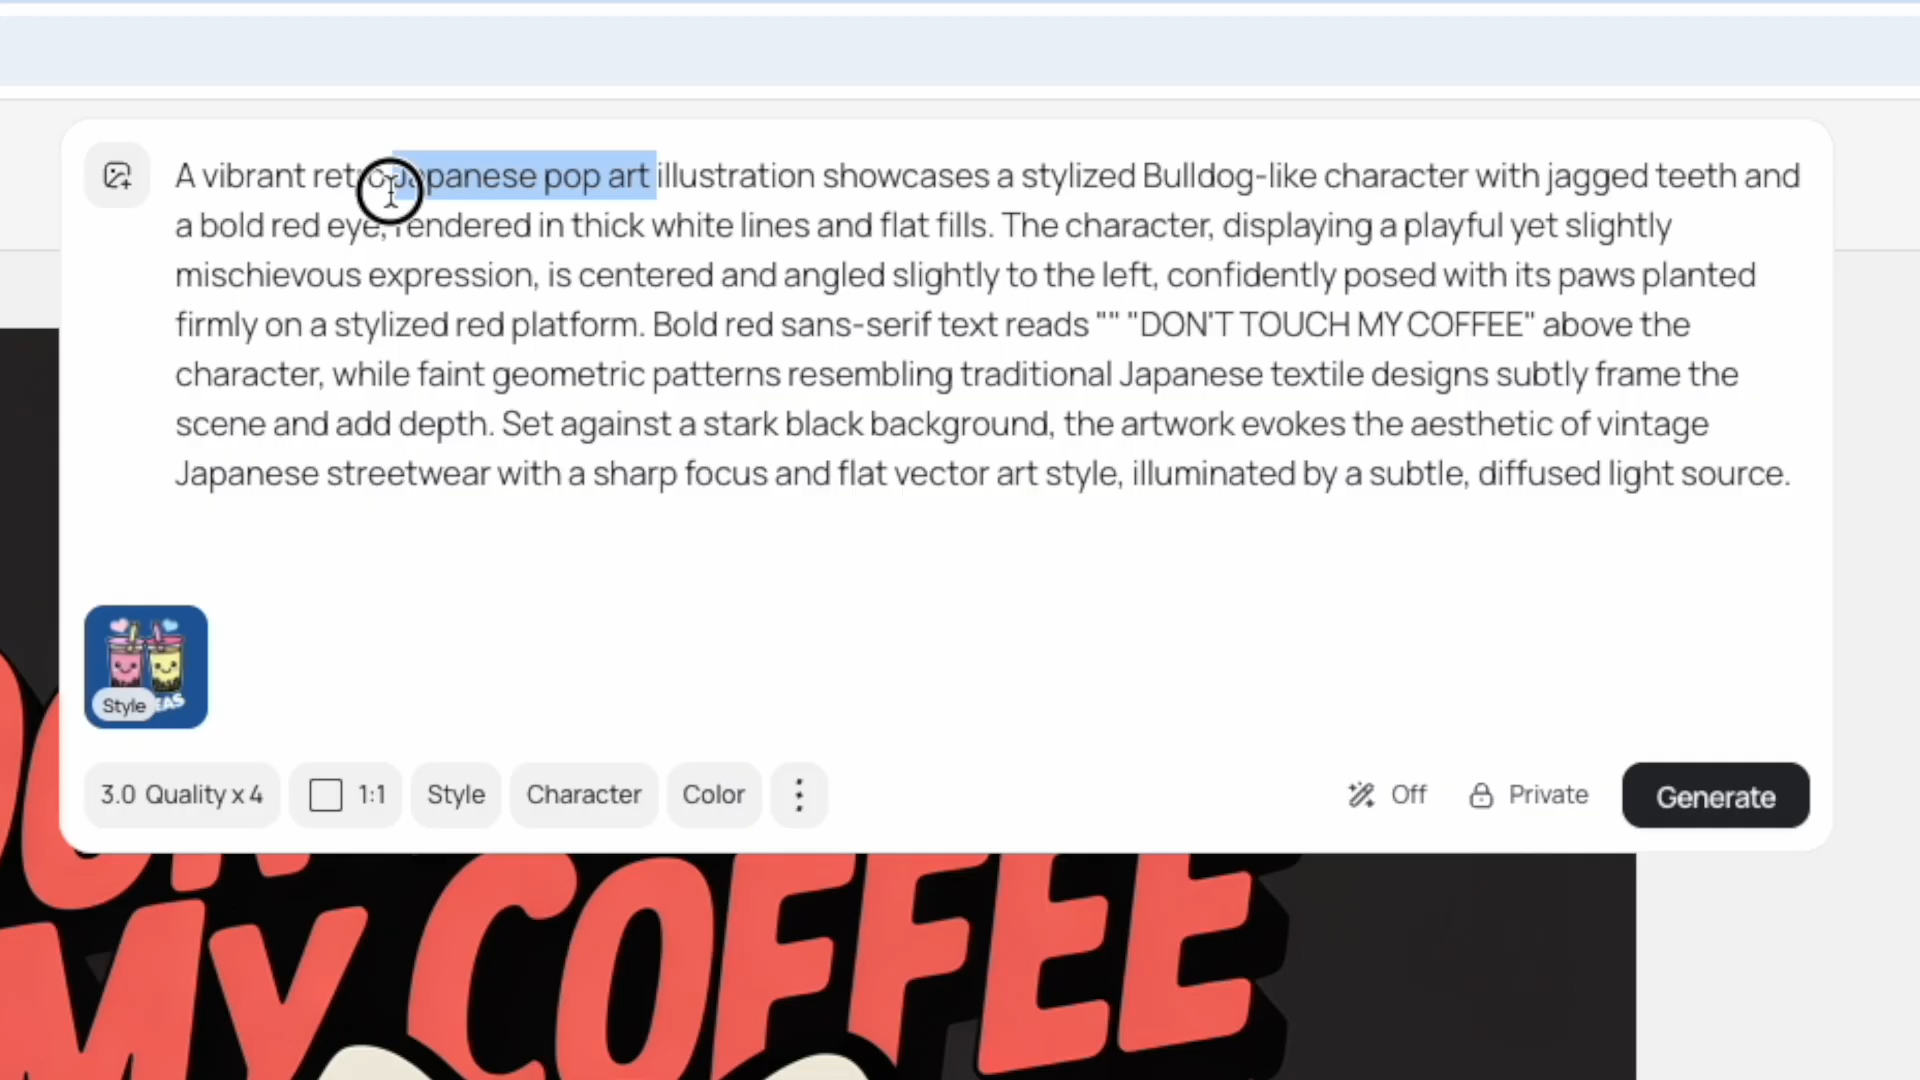 A vibrant retro Japanese pop art illustration showcases a stylized Bulldog-like character with jagged teeth and
a bold red eye, rendered in thick white lines and flat fills. The character, displaying a playful yet slightly
mischievous expression, is centered and angled slightly to the left, confidently posed with its paws planted
firmly on a stylized red platform. Bold red sans-serif text reads "" "DON'T TOUCH MY COFFEE" above the
character, while faint geometric patterns resembling traditional Japanese textile designs subtly frame the
scene and add depth. Set against a stark black background, the artwork evokes the aesthetic of vintage
Japanese streetwear with a sharp focus and flat vector art style, illuminated by a subtle, diffused light source.
Style
3.0 Quality x 4
1:1
Style
Character
Color
Off
Private
Generate
MY COFFEE